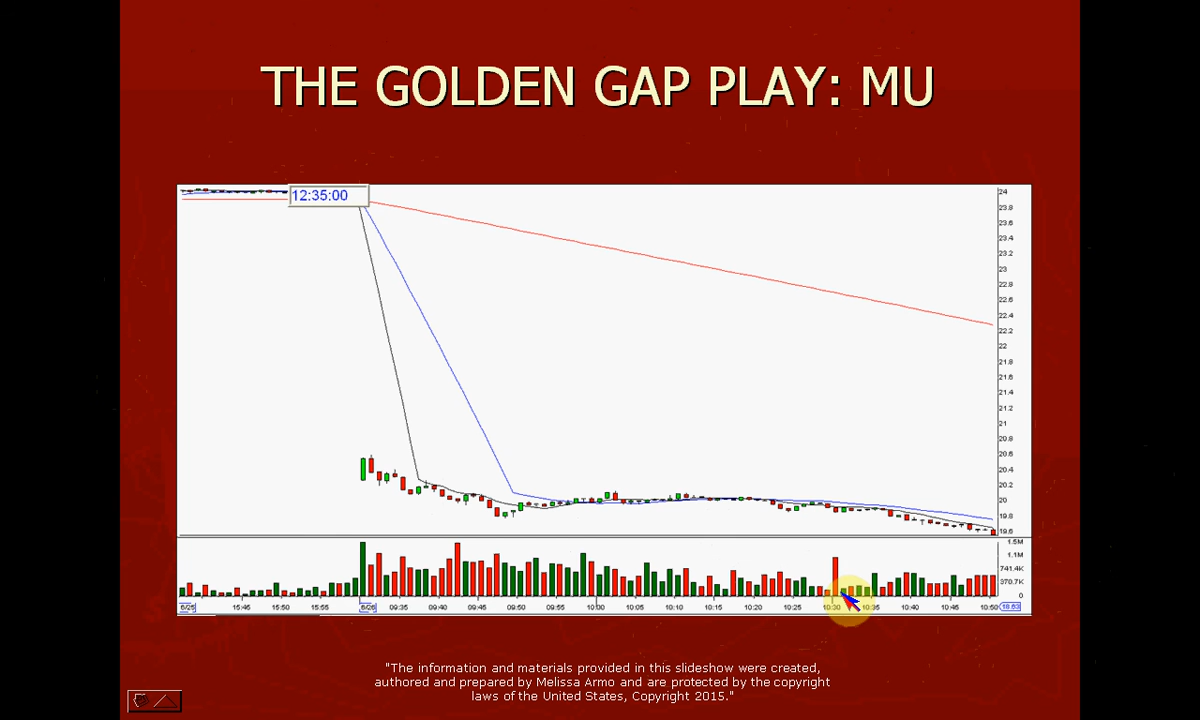 THE GOLDEN GAP PLAY: MU
12:35:00
24
23.8
23.6
23.4
23.2
23
22.8
22.6
22.4
22.2
22
21.8
21.6
21.4
21.2
21
20.8
20.6
20.4
20.2
20
19.8
19.6
1.5M
1.1M
741.4K
370.7K
0
6/25 15:45 15:50 15:55 6/26 09:35 09:40 09:45 09:50 09:55 10:00 10:05 10:10 10:15 10:20 10:25 10:30 10:35 10:40 10:45 10:50 18.63
"The information and materials provided in this slideshow were created,
authored and prepared by Melissa Armo and are protected by the copyright
laws of the United States, Copyright 2015."